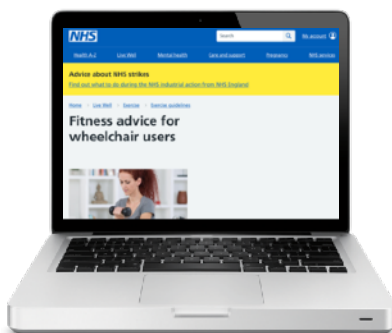 NHS
Search
My account
Health A-Z Live Well Mental health Care and support Pregnancy NHS services
Advice about NHS strikes
Find out what to do during the NHS industrial action from NHS England
Home Live Well Exercise Exercise guidelines
Fitness advice for
wheelchair users